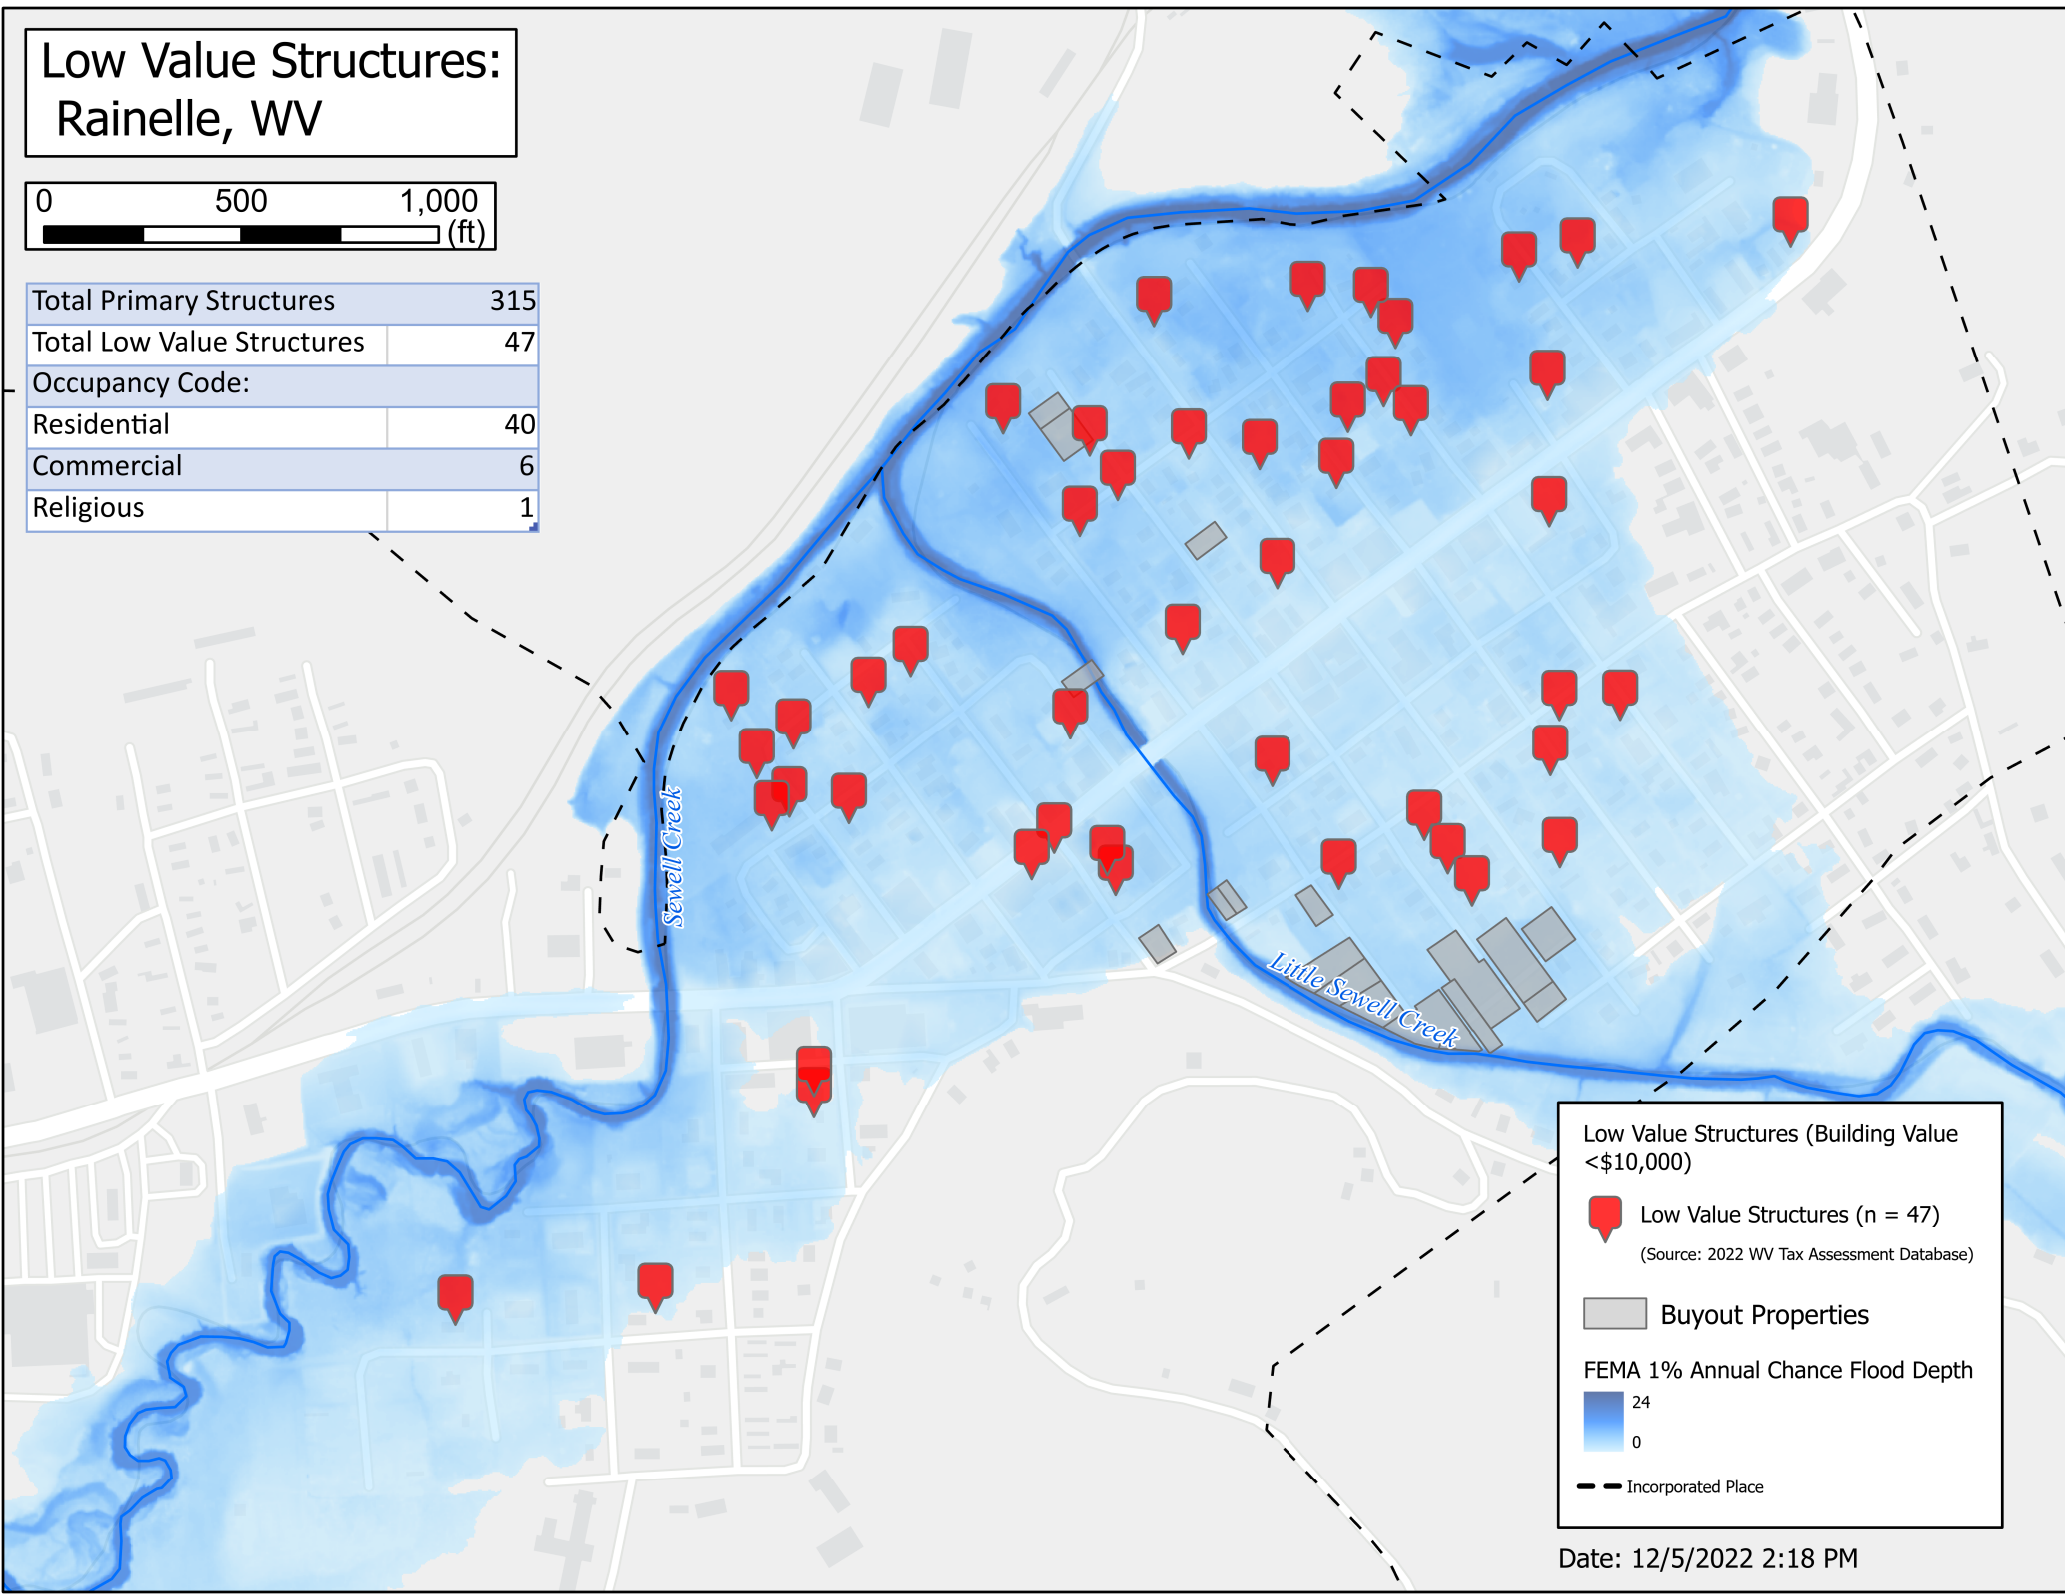 Low Value Structures:
Rainelle, WV
0 500 1,000
(ft)
Total Primary Structures 315
Total Low Value Structures 47
Occupancy Code:
Residential 40
Commercial 6
Religious 1
Sewell Creek
Little Sewell Creek
Low Value Structures (Building Value
<$10,000)
Low Value Structures (n = 47)
(Source: 2022 WV Tax Assessment Database)
Buyout Properties
FEMA 1% Annual Chance Flood Depth
24
0
Incorporated Place
Date: 12/5/2022 2:18 PM